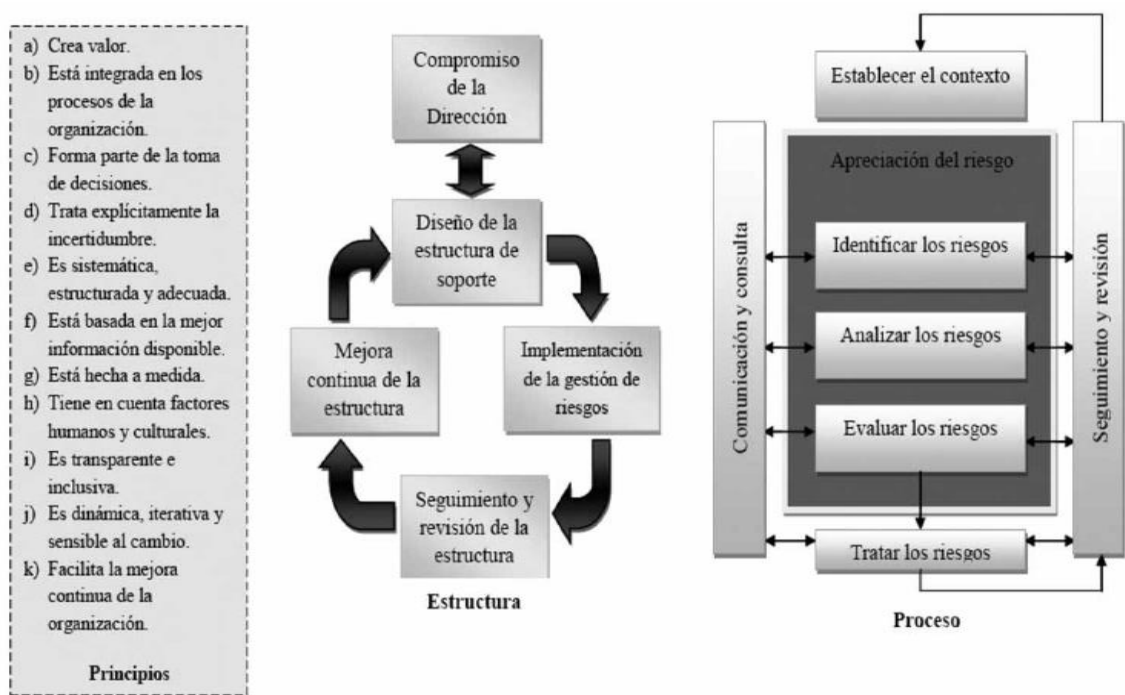 a) Crea valor.
b) Está integrada en los
procesos de la
organización.
c) Forma parte de la toma
de decisiones.
d) Trata explícitamente la
incertidumbre.
e) Es sistemática,
estructurada y adecuada.
f) Está basada en la mejor
información disponible.
g) Está hecha a medida.
h) Tiene en cuenta factores
humanos y culturales.
i) Es transparente e
inclusiva.
j) Es dinámica, iterativa y
sensible al cambio.
k) Facilita la mejora
continua de la
organización.
Principios
Compromiso
de la
Dirección
Diseño de la
estructura de
soporte
Mejora
continua de la
estructura
Implementación
de la gestión de
riesgos
Seguimiento y
revisión de la
estructura
Estructura
Establecer el contexto
Comunicación y consulta
Apreciación del riesgo
Identificar los riesgos
Analizar los riesgos
Evaluar los riesgos
Tratar los riesgos
Seguimiento y revisión
Proceso